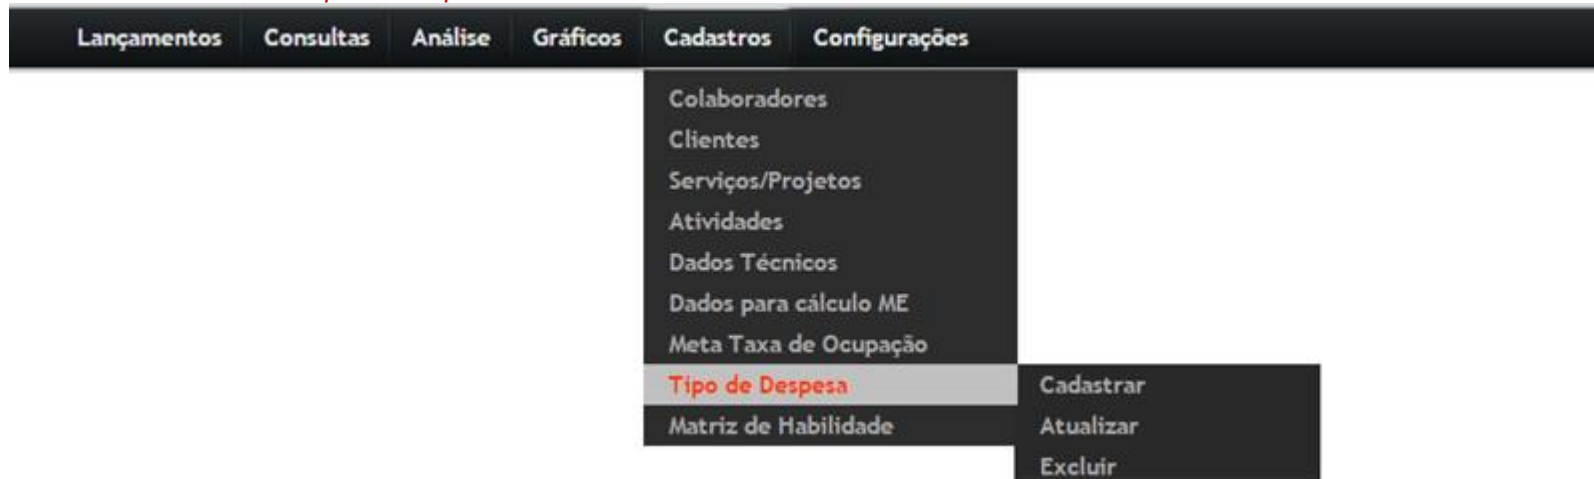 Lançamentos Consultas Análise Gráficos Cadastros Configurações
Colaboradores
Clientes
Serviços/Projetos
Atividades
Dados Técnicos
Dados para cálculo ME
Meta Taxa de Ocupação
Tipo de Despesa Cadastrar
Matriz de Habilidade Atualizar
Excluir